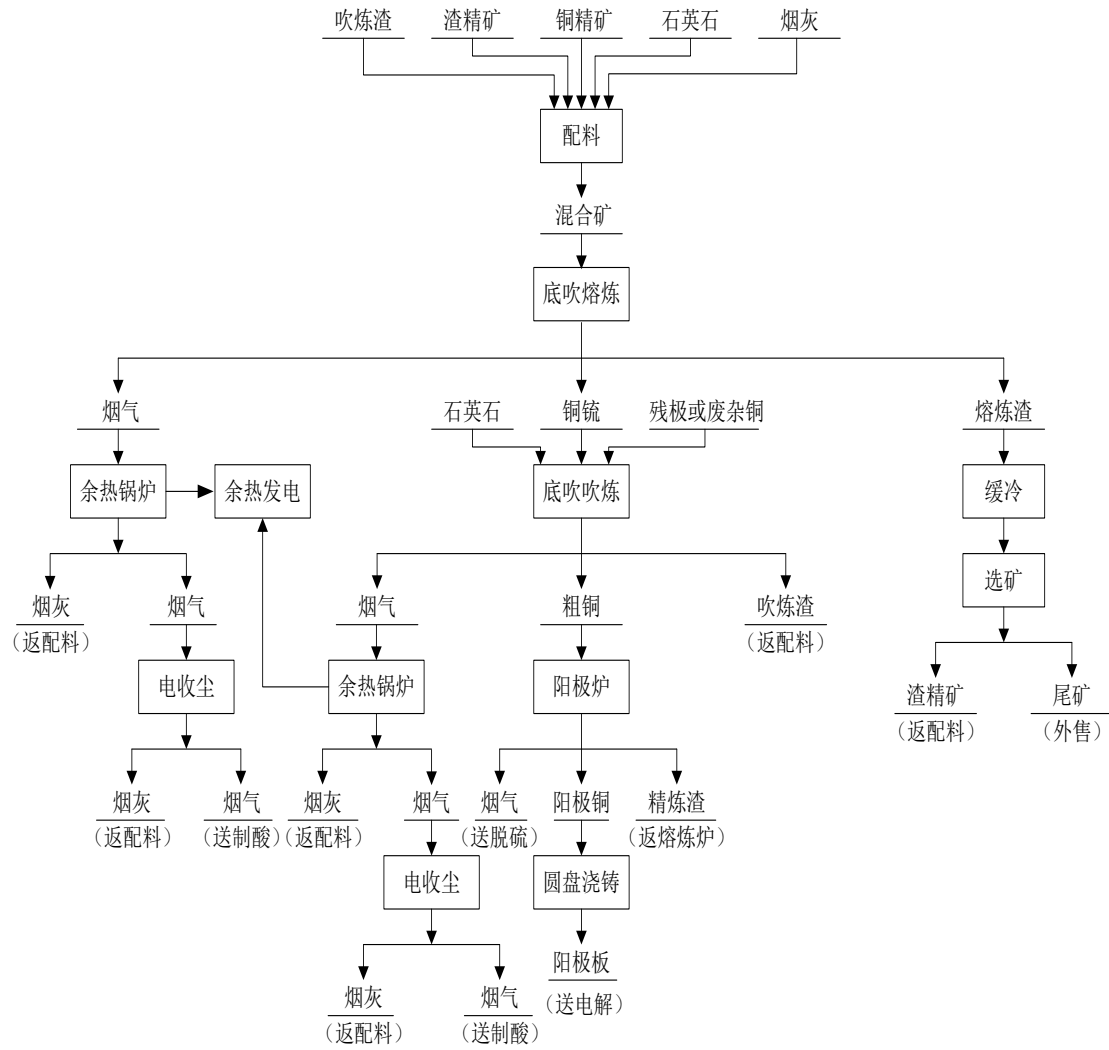 吹炼渣
渣精矿
铜精矿
石英石
烟灰
配料
混合矿
底吹熔炼
烟气
石英石
铜锍
残极或废杂铜
熔炼渣
余热锅炉
余热发电
底吹吹炼
缓冷
选矿
烟灰
(返配料)
烟气
烟气
粗铜
吹炼渣
(返配料)
电收尘
余热锅炉
阳极炉
渣精矿
(返配料)
尾矿
(外售)
烟灰
(返配料)
烟气
(送制酸)
烟灰
(返配料)
烟气
烟气
(送脱硫)
阳极铜
精炼渣
(返熔炼炉)
电收尘
圆盘浇铸
烟灰
(返配料)
烟气
(送制酸)
阳极板
(送电解)